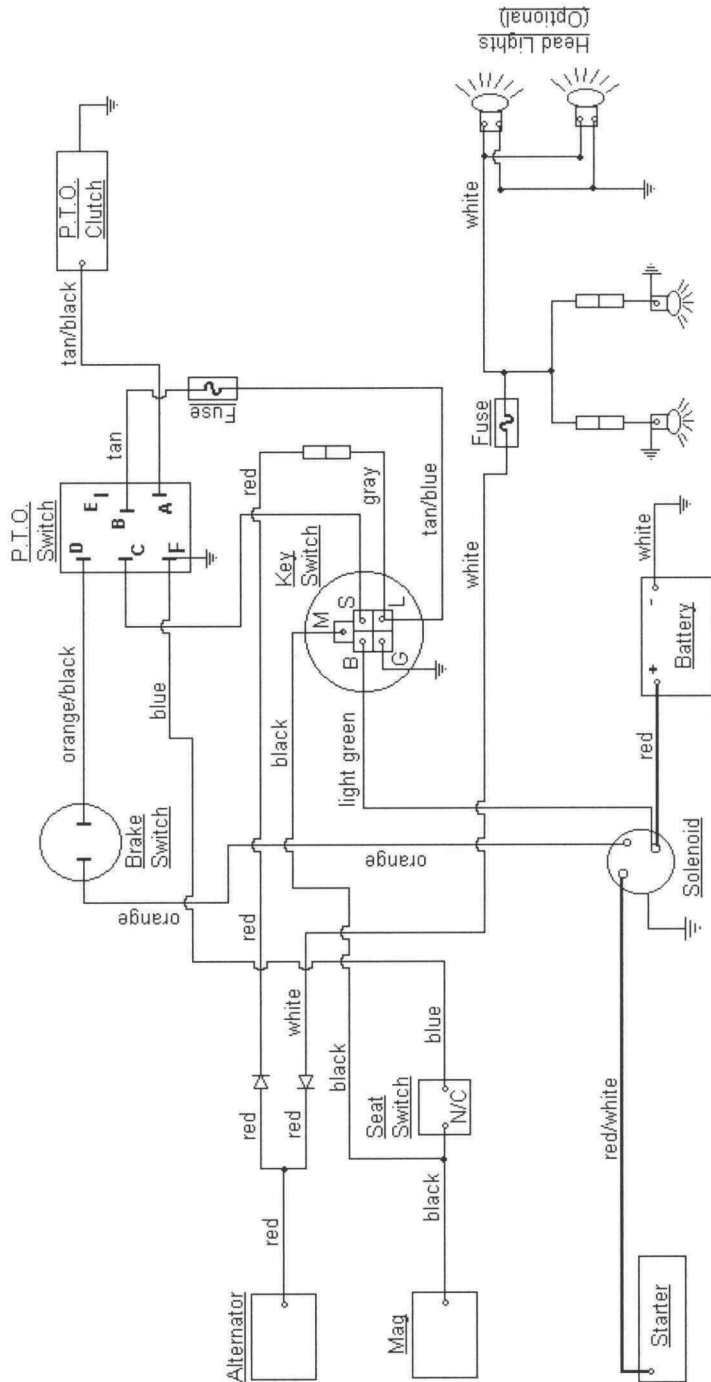 P.T.O.
Clutch
tan/black
P.T.O.
Switch
D
E
B
A
C
F
tan
Fuse
orange/black
blue
Brake
Switch
orange
orange
red
gray
tan/blue
Key
Switch
M
S
B
L
G
black
light green
red
white
black
red
red
red
Alternator
Seat
Switch
N/C
blue
black
Mag
white
Fuse
white
Head Lights
(Optional)
white
-
+
Battery
red
Solenoid
red/white
Starter